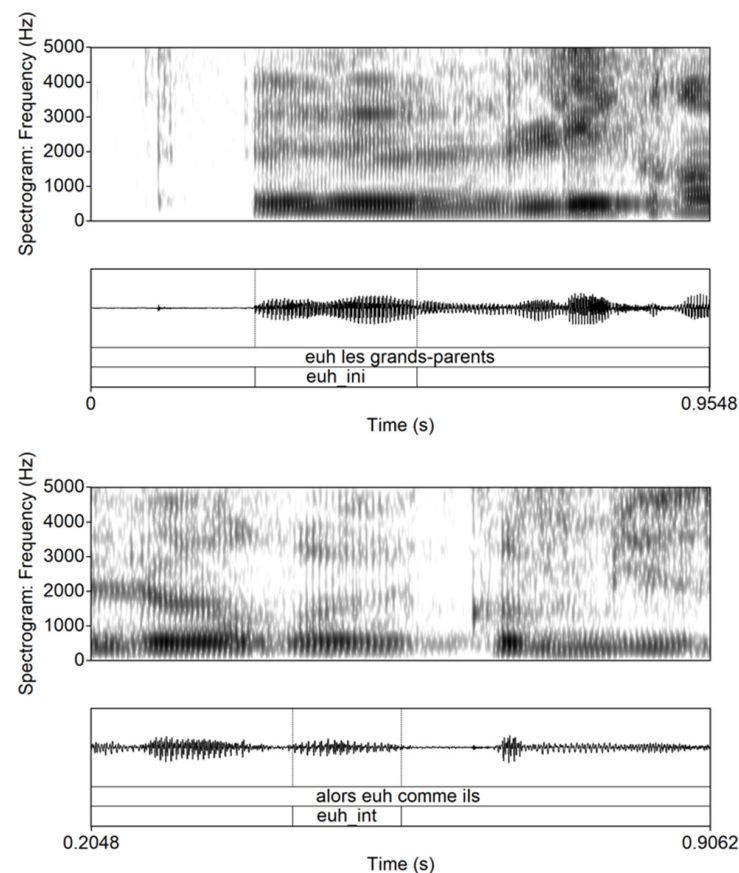 Spectrogram: Frequency (Hz)
5000
4000
3000
2000
1000
0
euh les grands-parents
euh_ini
0 0.9548
Time (s)
Spectrogram: Frequency (Hz)
5000
4000
3000
2000
1000
0
alors euh comme ils
euh_int
0.2048 0.9062
Time (s)